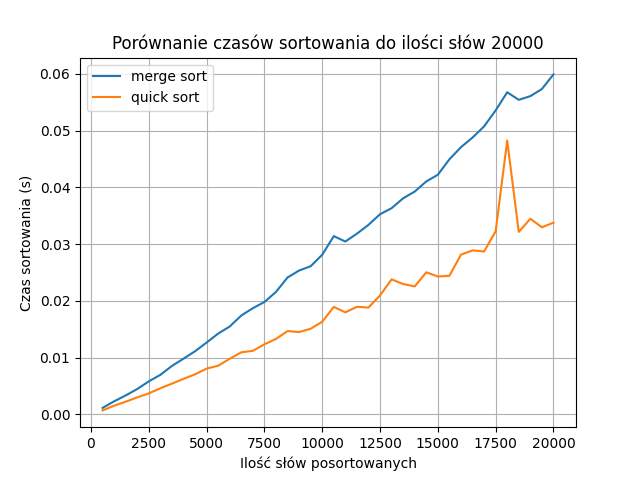 Porównanie czasów sortowania do ilości słów 20000
merge sort
quick sort
0.06
0.05
0.04
0.03
0.02
0.01
0.00
Czas sortowania (s)
0 2500 5000 7500 10000 12500 15000 17500 20000
Ilość słów posortowanych